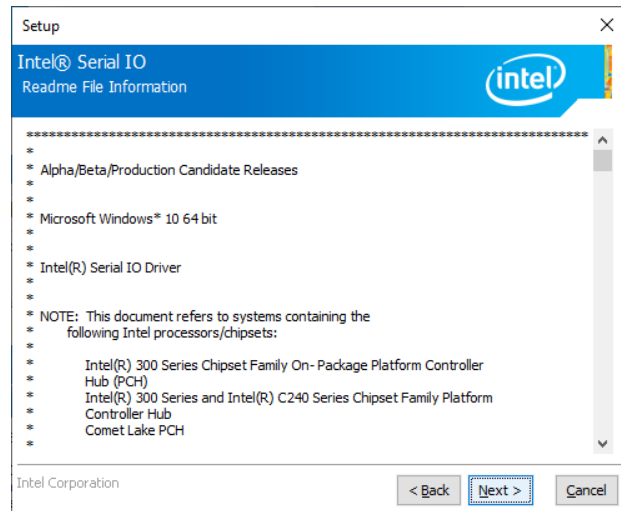 Setup
Intel® Serial IO
Readme File Information
intel
*******************************************************************************
*
* Alpha/Beta/Production Candidate Releases
*
*
* Microsoft Windows* 10 64 bit
*
*
* Intel(R) Serial IO Driver
*
*
* NOTE: This document refers to systems containing the
* following Intel processors/chipsets:
*
* Intel(R) 300 Series Chipset Family On- Package Platform Controller
* Hub (PCH)
* Intel(R) 300 Series and Intel(R) C240 Series Chipset Family Platform
* Controller Hub
* Comet Lake PCH
*
Intel Corporation
< Back Next > Cancel